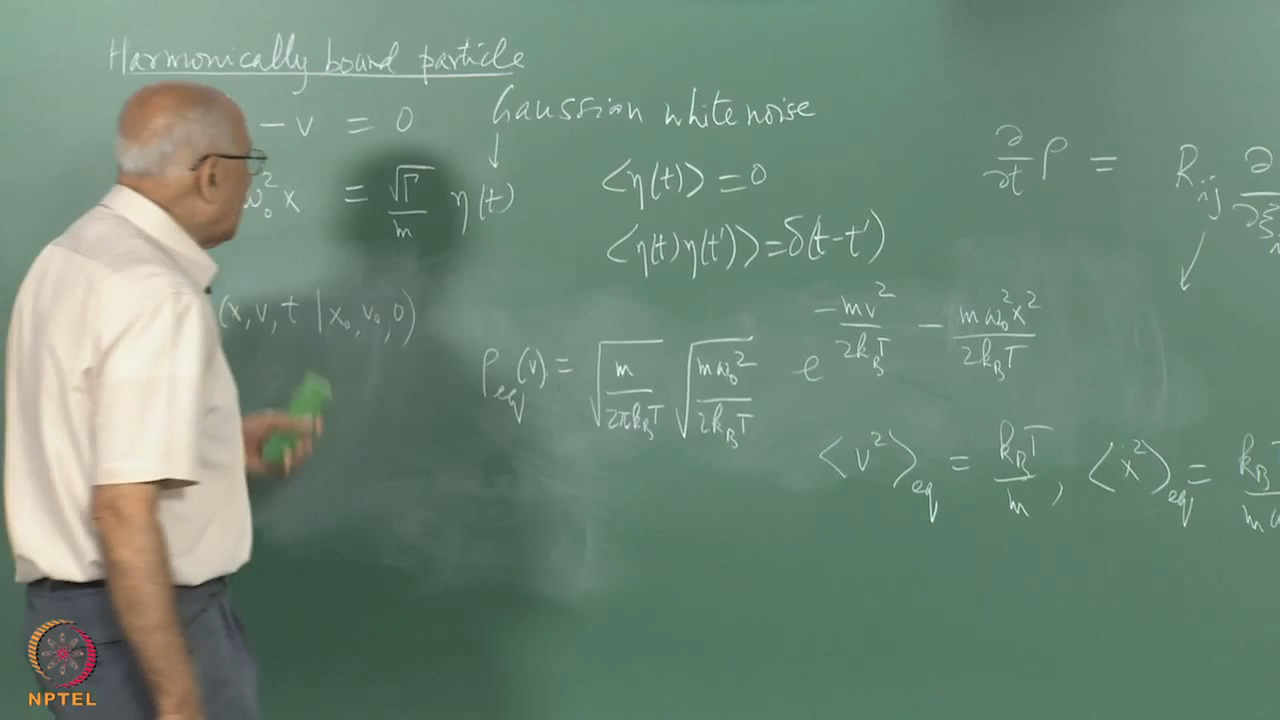 Harmonically bound particle
- v = 0
Gaussian white noise
ω₀² x = √Γ/m η(t)
⟨η(t)⟩ = 0
⟨η(t)η(t')⟩ = δ(t-t')
∂/∂t ρ = R_ij ∂/∂ξ_i
(x, v, t | x₀, v₀, 0)
ρ_eq(v) = √(m/2πk_BT) √(mω₀²/2k_BT) e^(-mv²/2k_BT - mω₀²x²/2k_BT)
⟨v²⟩_eq = k_BT/m , ⟨x²⟩_eq = k_BT/mω
NPTEL